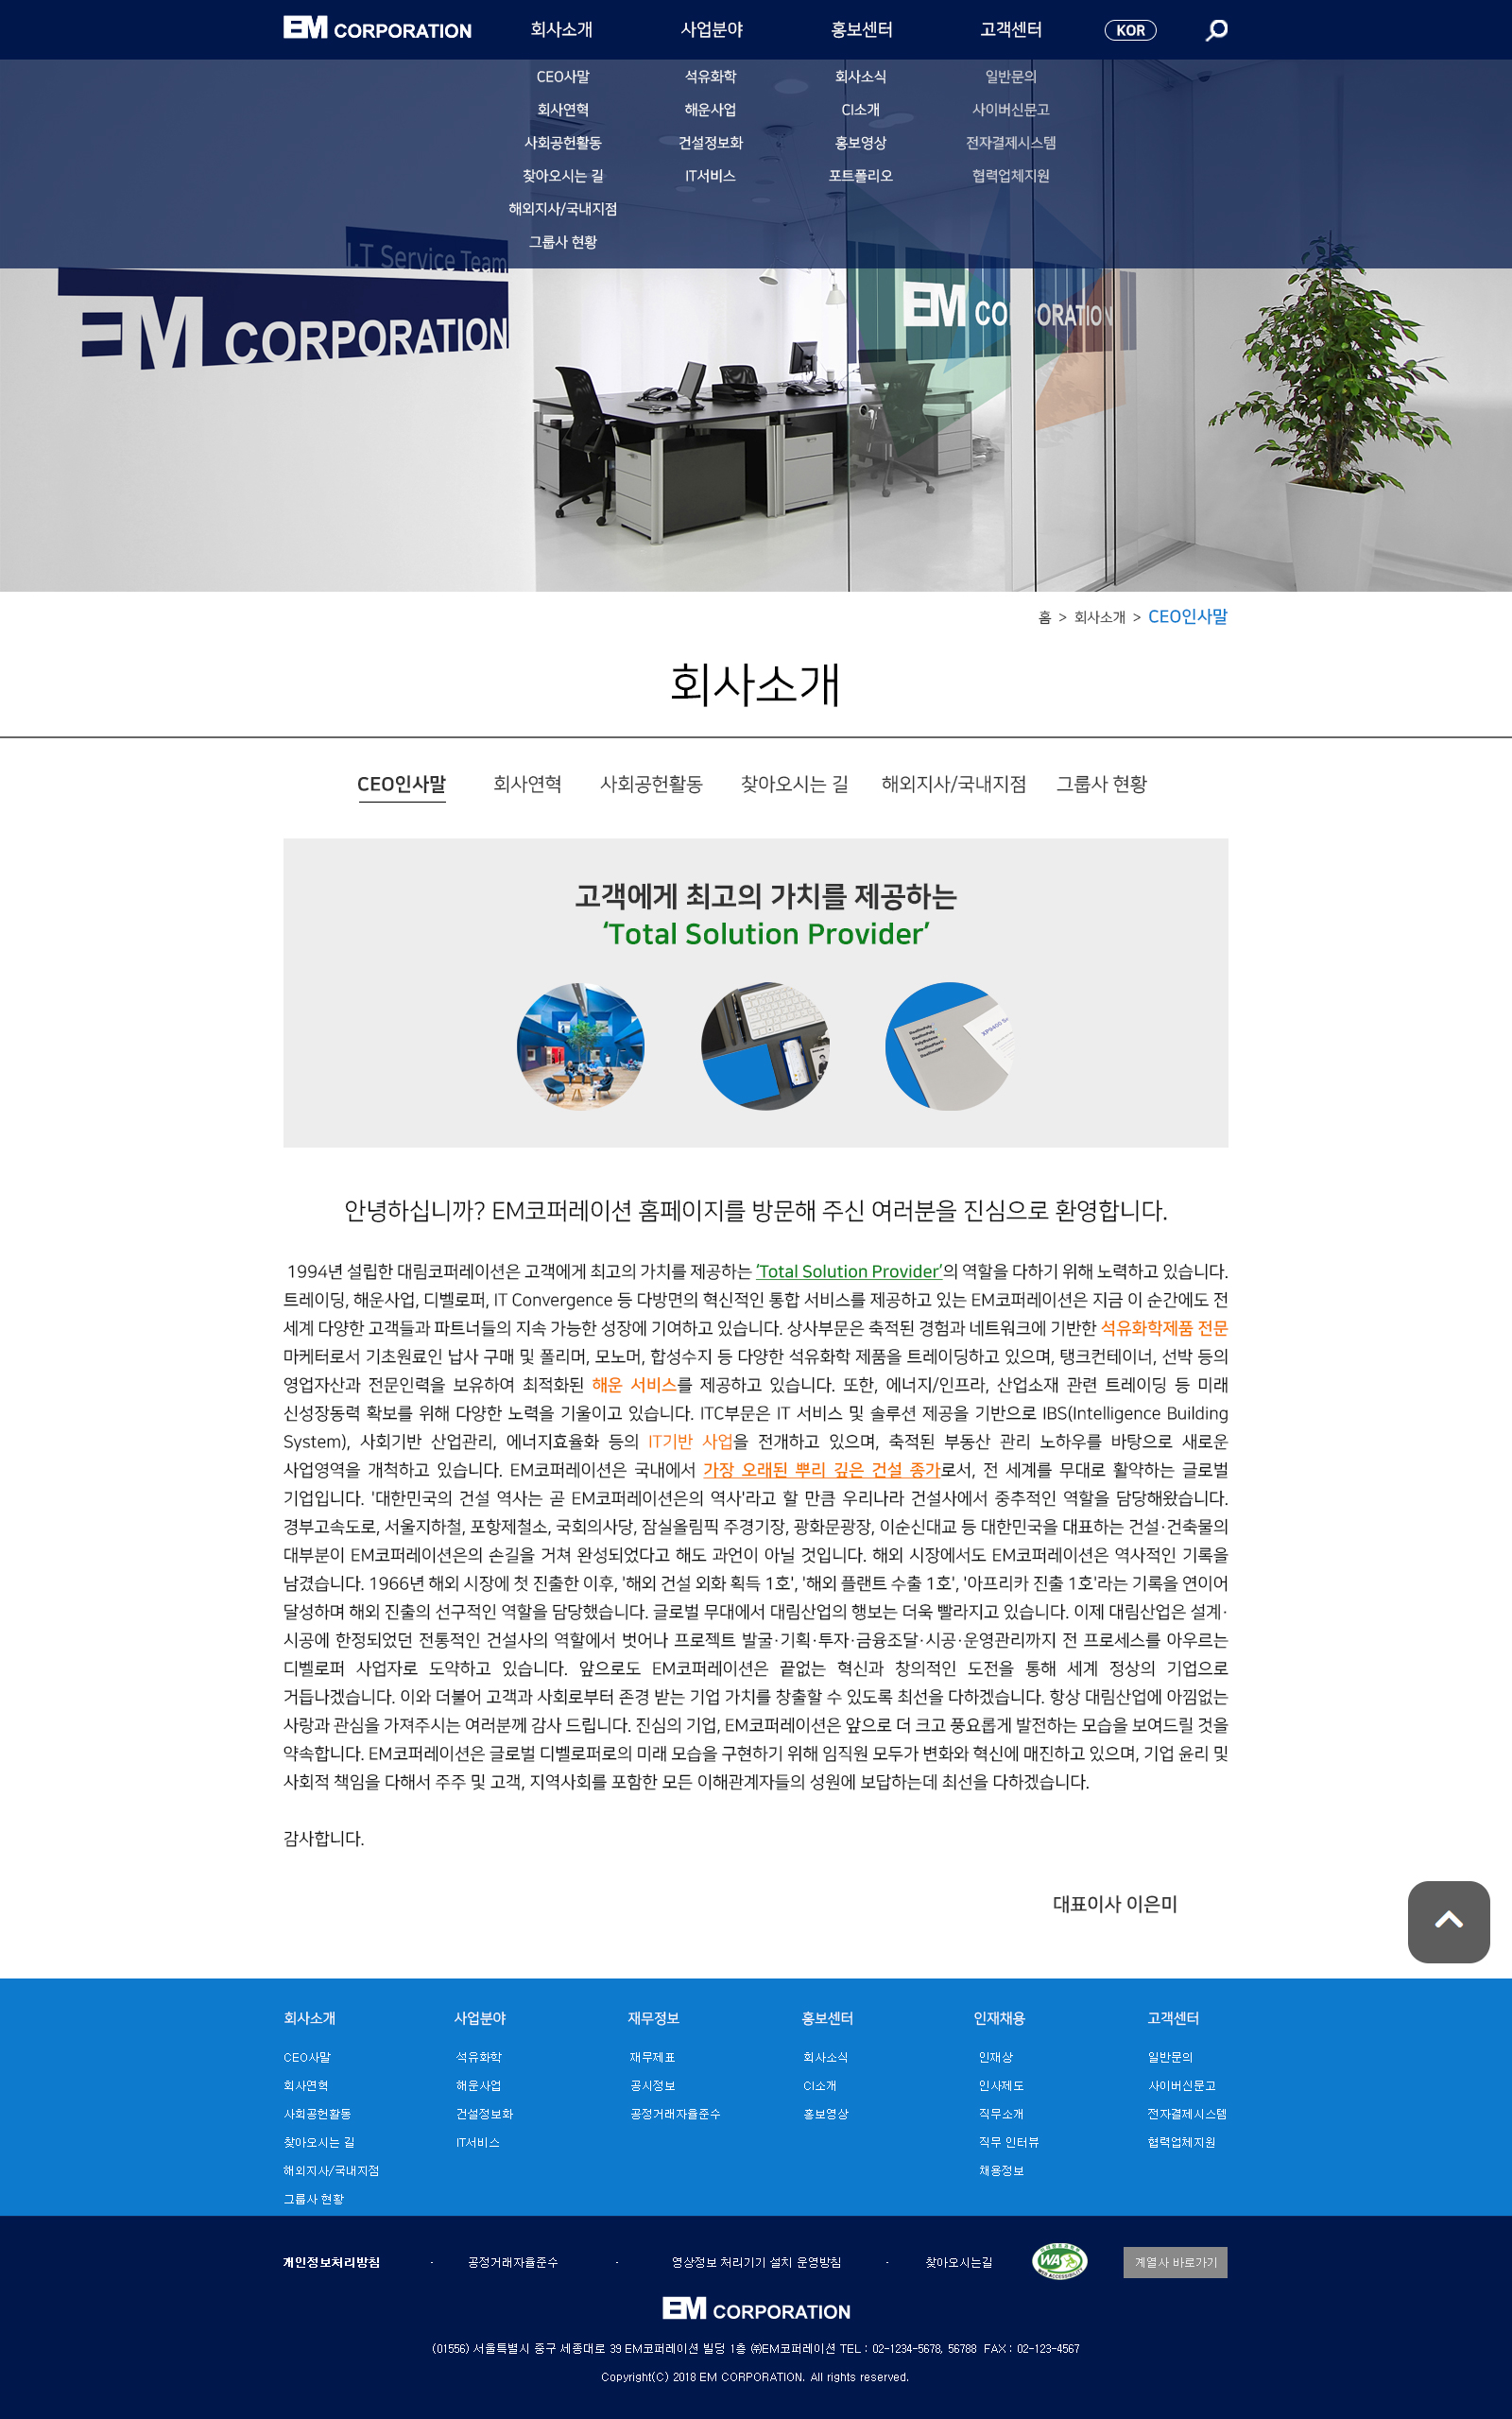 EM CORPORATION 회사소개 사업분야 홍보센터 고객센터 KOR
CEO사말 석유화학 회사소식 일반문의
회사연혁 해운사업 CI소개 사이버신문고
사회공헌활동 건설정보화 홍보영상 전자결제시스템
찾아오시는 길 IT서비스 포트폴리오 협력업체지원
해외지사/국내지점
그룹사 현황
I.T Service Team
EM CORPORATION
EM CORPORATION
홈 > 회사소개 > CEO인사말
회사소개
CEO인사말 회사연혁 사회공헌활동 찾아오시는 길 해외지사/국내지점 그룹사 현황
고객에게 최고의 가치를 제공하는
‘Total Solution Provider’
안녕하십니까? EM코퍼레이션 홈페이지를 방문해 주신 여러분을 진심으로 환영합니다.
1994년 설립한 대림코퍼레이션은 고객에게 최고의 가치를 제공하는 ‘Total Solution Provider’의 역할을 다하기 위해 노력하고 있습니다.
트레이딩, 해운사업, 디벨로퍼, IT Convergence 등 다방면의 혁신적인 통합 서비스를 제공하고 있는 EM코퍼레이션은 지금 이 순간에도 전
세계 다양한 고객들과 파트너들의 지속 가능한 성장에 기여하고 있습니다. 상사부문은 축적된 경험과 네트워크에 기반한 석유화학제품 전문
마케터로서 기초원료인 납사 구매 및 폴리머, 모노머, 합성수지 등 다양한 석유화학 제품을 트레이딩하고 있으며, 탱크컨테이너, 선박 등의
영업자산과 전문인력을 보유하여 최적화된 해운 서비스를 제공하고 있습니다. 또한, 에너지/인프라, 산업소재 관련 트레이딩 등 미래
신성장동력 확보를 위해 다양한 노력을 기울이고 있습니다. ITC부문은 IT 서비스 및 솔루션 제공을 기반으로 IBS(Intelligence Building
System), 사회기반 산업관리, 에너지효율화 등의 IT기반 사업을 전개하고 있으며, 축적된 부동산 관리 노하우를 바탕으로 새로운
사업영역을 개척하고 있습니다. EM코퍼레이션은 국내에서 가장 오래된 뿌리 깊은 건설 종가로서, 전 세계를 무대로 활약하는 글로벌
기업입니다. '대한민국의 건설 역사는 곧 EM코퍼레이션은의 역사'라고 할 만큼 우리나라 건설사에서 중추적인 역할을 담당해왔습니다.
경부고속도로, 서울지하철, 포항제철소, 국회의사당, 잠실올림픽 주경기장, 광화문광장, 이순신대교 등 대한민국을 대표하는 건설·건축물의
대부분이 EM코퍼레이션은의 손길을 거쳐 완성되었다고 해도 과언이 아닐 것입니다. 해외 시장에서도 EM코퍼레이션은 역사적인 기록을
남겼습니다. 1966년 해외 시장에 첫 진출한 이후, '해외 건설 외화 획득 1호', '해외 플랜트 수출 1호', '아프리카 진출 1호'라는 기록을 연이어
달성하며 해외 진출의 선구적인 역할을 담당했습니다. 글로벌 무대에서 대림산업의 행보는 더욱 빨라지고 있습니다. 이제 대림산업은 설계·
시공에 한정되었던 전통적인 건설사의 역할에서 벗어나 프로젝트 발굴·기획·투자·금융조달·시공·운영관리까지 전 프로세스를 아우르는
디벨로퍼 사업자로 도약하고 있습니다. 앞으로도 EM코퍼레이션은 끝없는 혁신과 창의적인 도전을 통해 세계 정상의 기업으로
거듭나겠습니다. 이와 더불어 고객과 사회로부터 존경 받는 기업 가치를 창출할 수 있도록 최선을 다하겠습니다. 항상 대림산업에 아낌없는
사랑과 관심을 가져주시는 여러분께 감사 드립니다. 진심의 기업, EM코퍼레이션은 앞으로 더 크고 풍요롭게 발전하는 모습을 보여드릴 것을
약속합니다. EM코퍼레이션은 글로벌 디벨로퍼로의 미래 모습을 구현하기 위해 임직원 모두가 변화와 혁신에 매진하고 있으며, 기업 윤리 및
사회적 책임을 다해서 주주 및 고객, 지역사회를 포함한 모든 이해관계자들의 성원에 보답하는데 최선을 다하겠습니다.
감사합니다.
대표이사 이은미
회사소개 사업분야 재무정보 홍보센터 인재채용 고객센터
CEO사말 석유화학 재무제표 회사소식 인재상 일반문의
회사연혁 해운사업 공시정보 CI소개 인사제도 사이버신문고
사회공헌활동 건설정보화 공정거래자율준수 홍보영상 직무소개 전자결제시스템
찾아오시는 길 IT서비스 직무 인터뷰 협력업체지원
해외지사/국내지점 채용정보
그룹사 현황
개인정보처리방침 · 공정거래자율준수 · 영상정보 처리기기 설치 운영방침 · 찾아오시는길 WA WEB ACCESSIBILITY 계열사 바로가기
EM CORPORATION
(01556) 서울특별시 중구 세종대로 39 EM코퍼레이션 빌딩 1층 ㈜EM코퍼레이션 TEL : 02-1234-5678, 56788 FAX : 02-123-4567
Copyright(C) 2018 EM CORPORATION. All rights reserved.